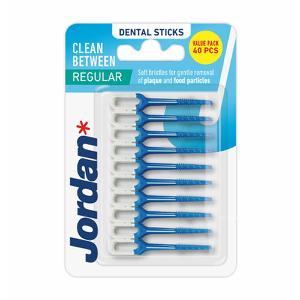 DENTAL STICKS
CLEAN
BETWEEN
REGULAR
Soft bristles for gentle removal
of plaque and food particles
VALUE PACK
40 PCS
Jordan*